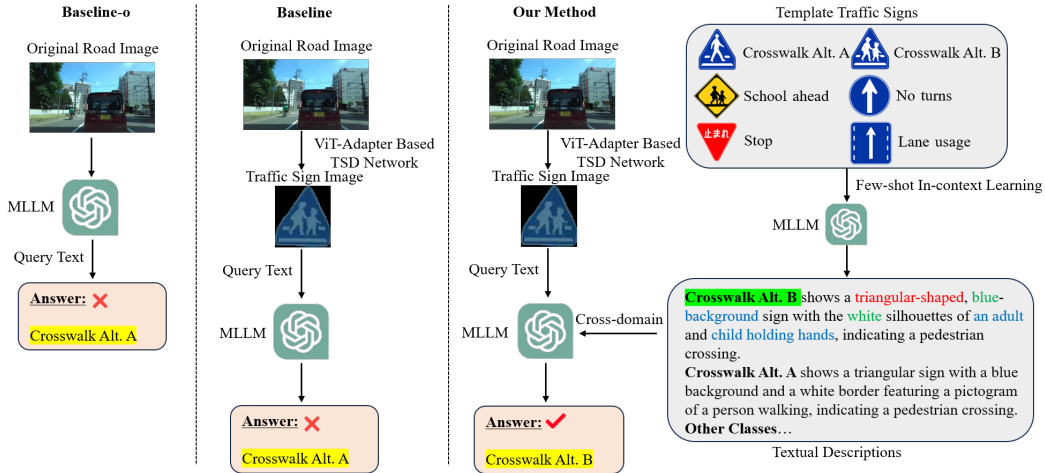 Baseline-o
Original Road Image
MLLM
Query Text
Answer:
Crosswalk Alt. A
Baseline
Original Road Image
ViT-Adapter Based
TSD Network
Traffic Sign Image
Query Text
MLLM
Answer:
Crosswalk Alt. A
Our Method
Original Road Image
ViT-Adapter Based
TSD Network
Traffic Sign Image
Query Text
MLLM
Cross-domain
Answer:
Crosswalk Alt. B
Template Traffic Signs
Crosswalk Alt. A
Crosswalk Alt. B
School ahead
No turns
止まれ
Stop
Lane usage
Few-shot In-context Learning
MLLM
Crosswalk Alt. B shows a triangular-shaped, blue-
background sign with the white silhouettes of an adult
and child holding hands, indicating a pedestrian
crossing.
Crosswalk Alt. A shows a triangular sign with a blue
background and a white border featuring a pictogram
of a person walking, indicating a pedestrian crossing.
Other Classes…
Textual Descriptions